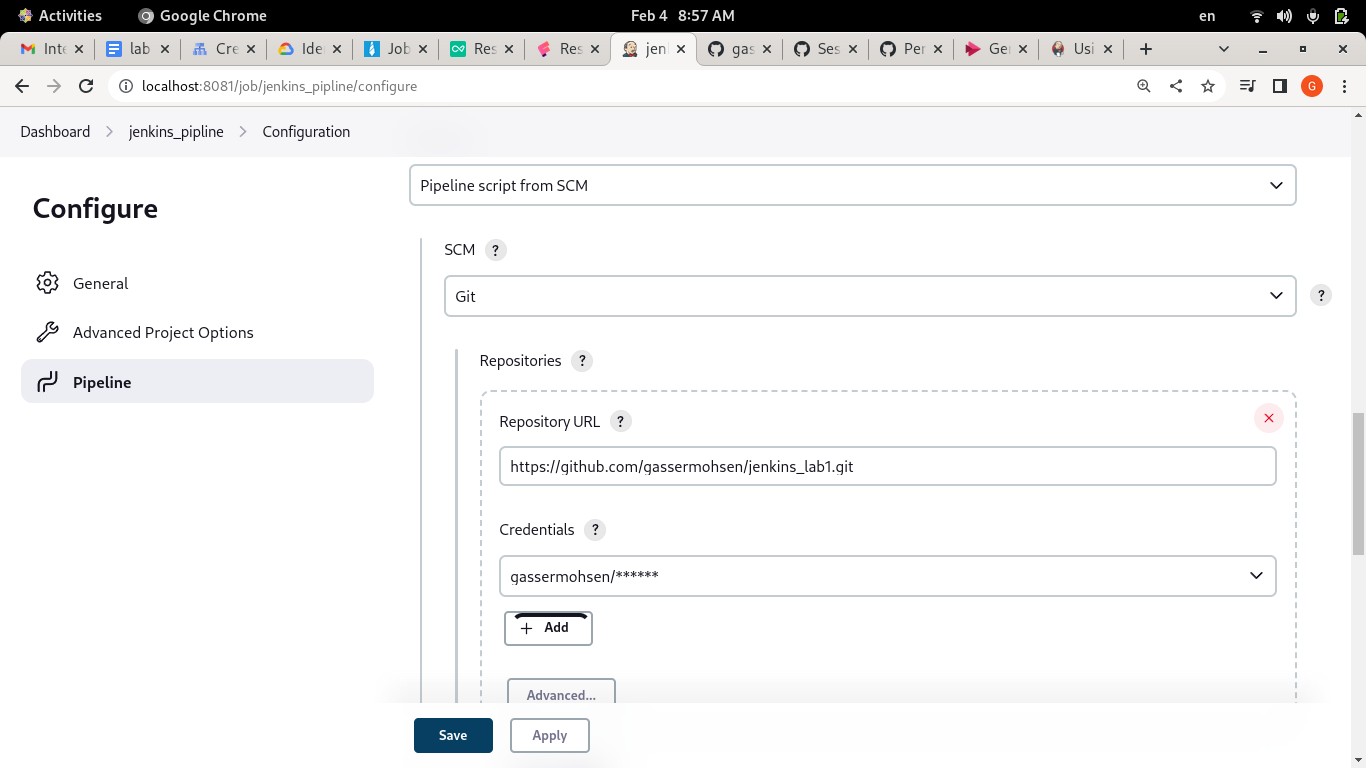 Activities Google Chrome Feb 4 8:57 AM en
Inte lab Cre Ide Job Res Res jen gas Ses Per Ger Usi
localhost:8081/job/jenkins_pipline/configure G
Dashboard jenkins_pipline Configuration
Configure
General
Advanced Project Options
Pipeline
Pipeline script from SCM
SCM ?
Git ?
Repositories ?
Repository URL ?
https://github.com/gassermohsen/jenkins_lab1.git
Credentials ?
gassermohsen/******
+ Add
Advanced...
Save Apply